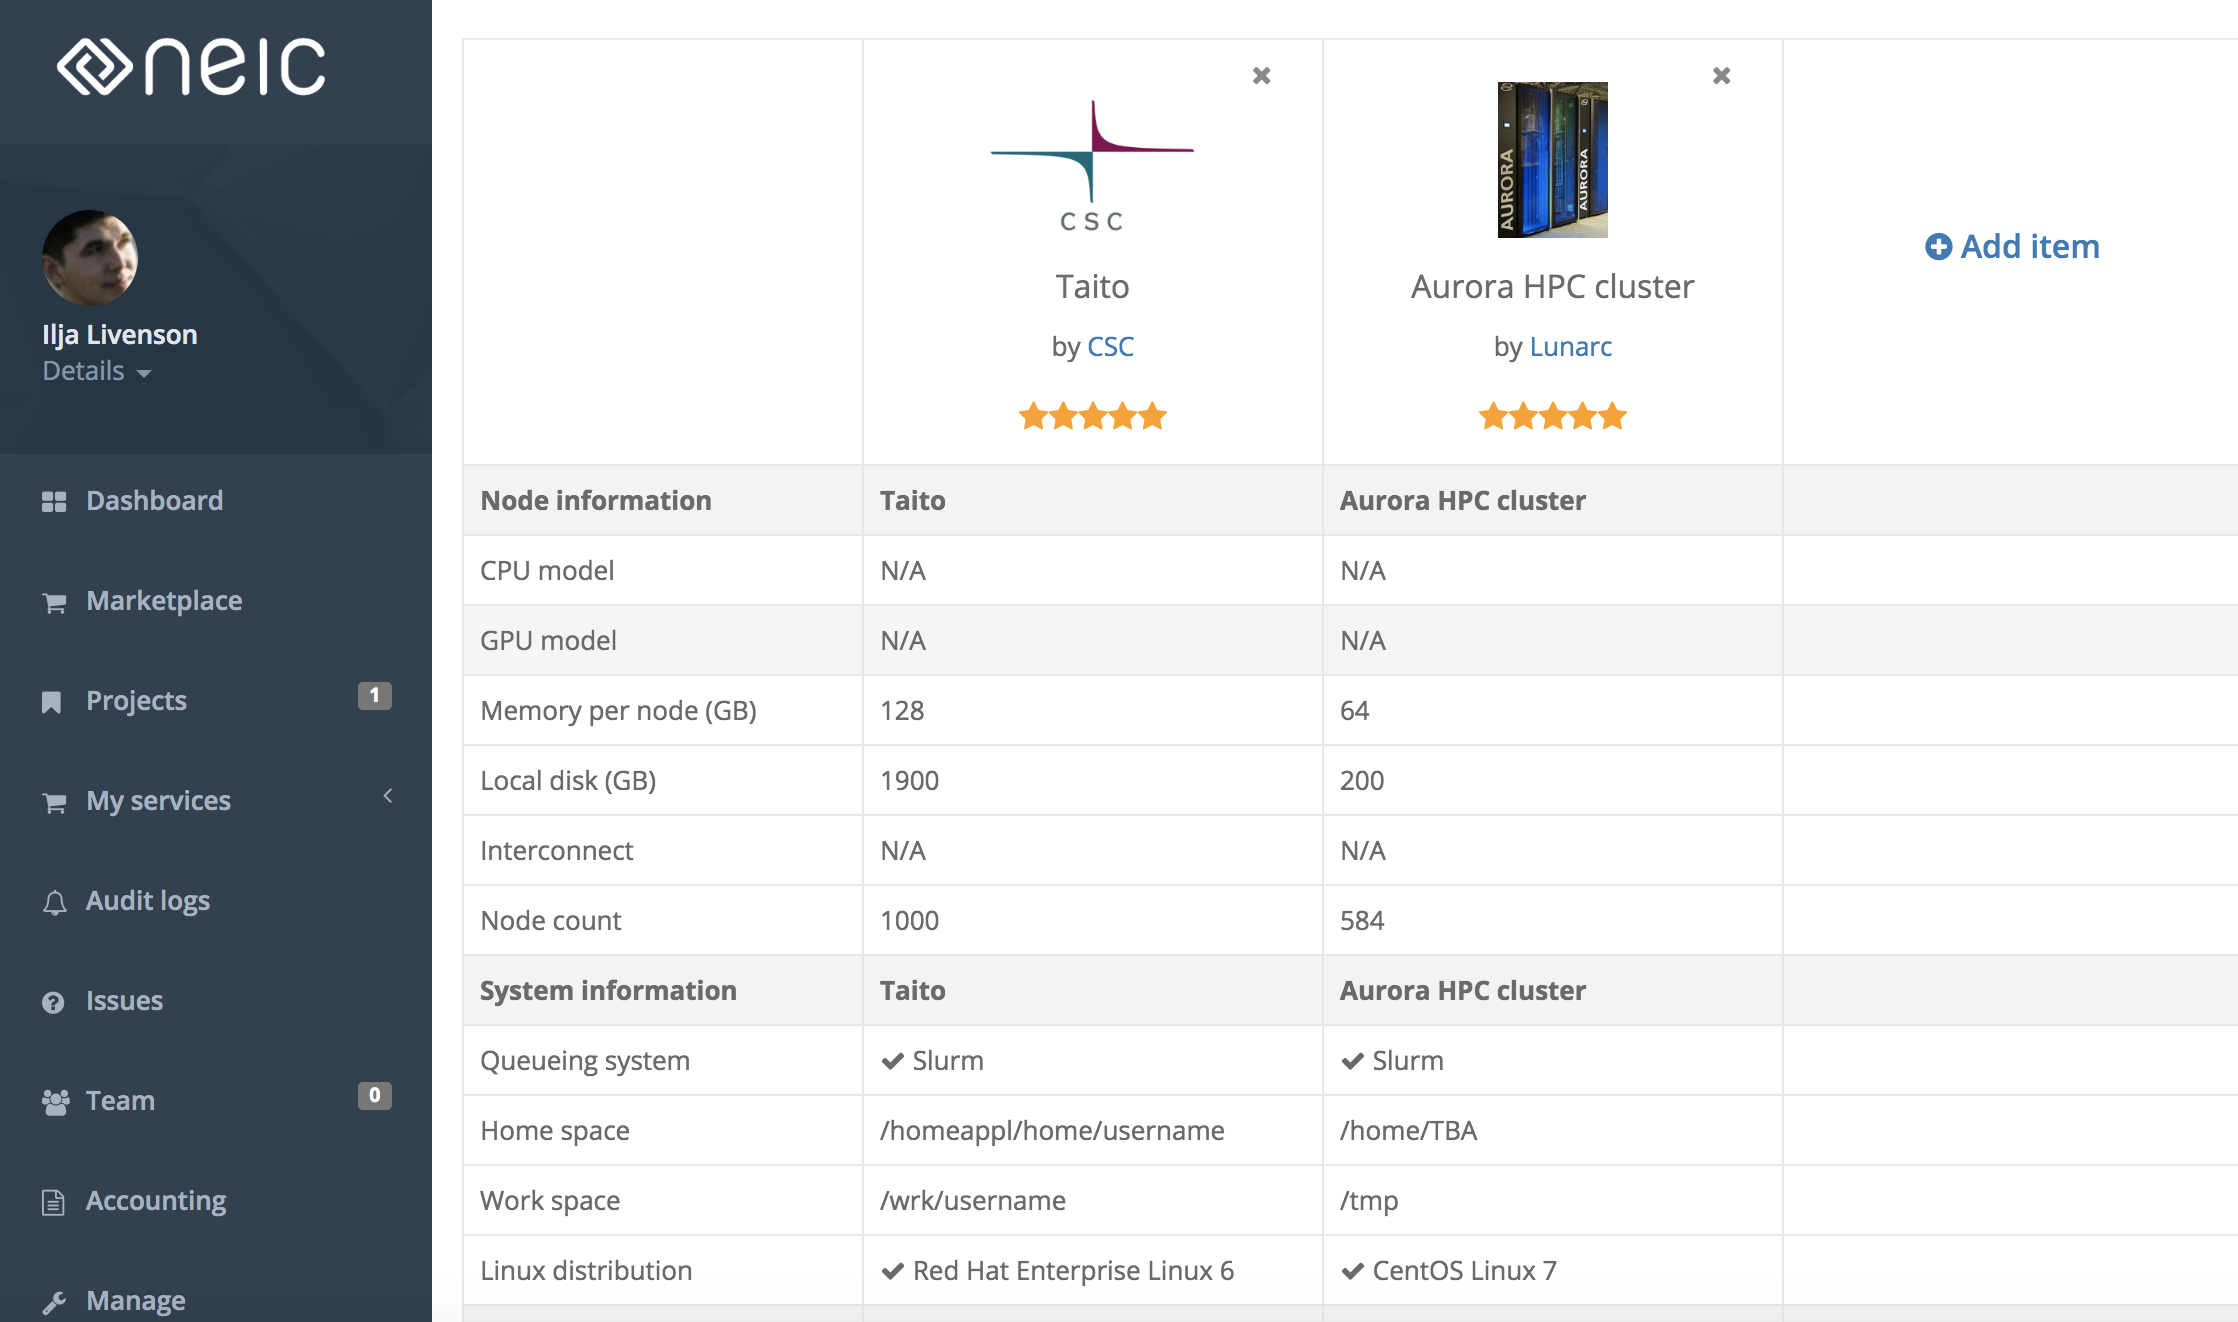 neic
Ilja Livenson
Details
Dashboard
Marketplace
Projects 1
My services
Audit logs
Issues
Team 0
Accounting
Manage
CSC
AURORA AURORA
Taito Aurora HPC cluster Add item
by CSC by Lunarc
Node information Taito Aurora HPC cluster
CPU model N/A N/A
GPU model N/A N/A
Memory per node (GB) 128 64
Local disk (GB) 1900 200
Interconnect N/A N/A
Node count 1000 584
System information Taito Aurora HPC cluster
Queueing system Slurm Slurm
Home space /homeappl/home/username /home/TBA
Work space /wrk/username /tmp
Linux distribution Red Hat Enterprise Linux 6 CentOS Linux 7